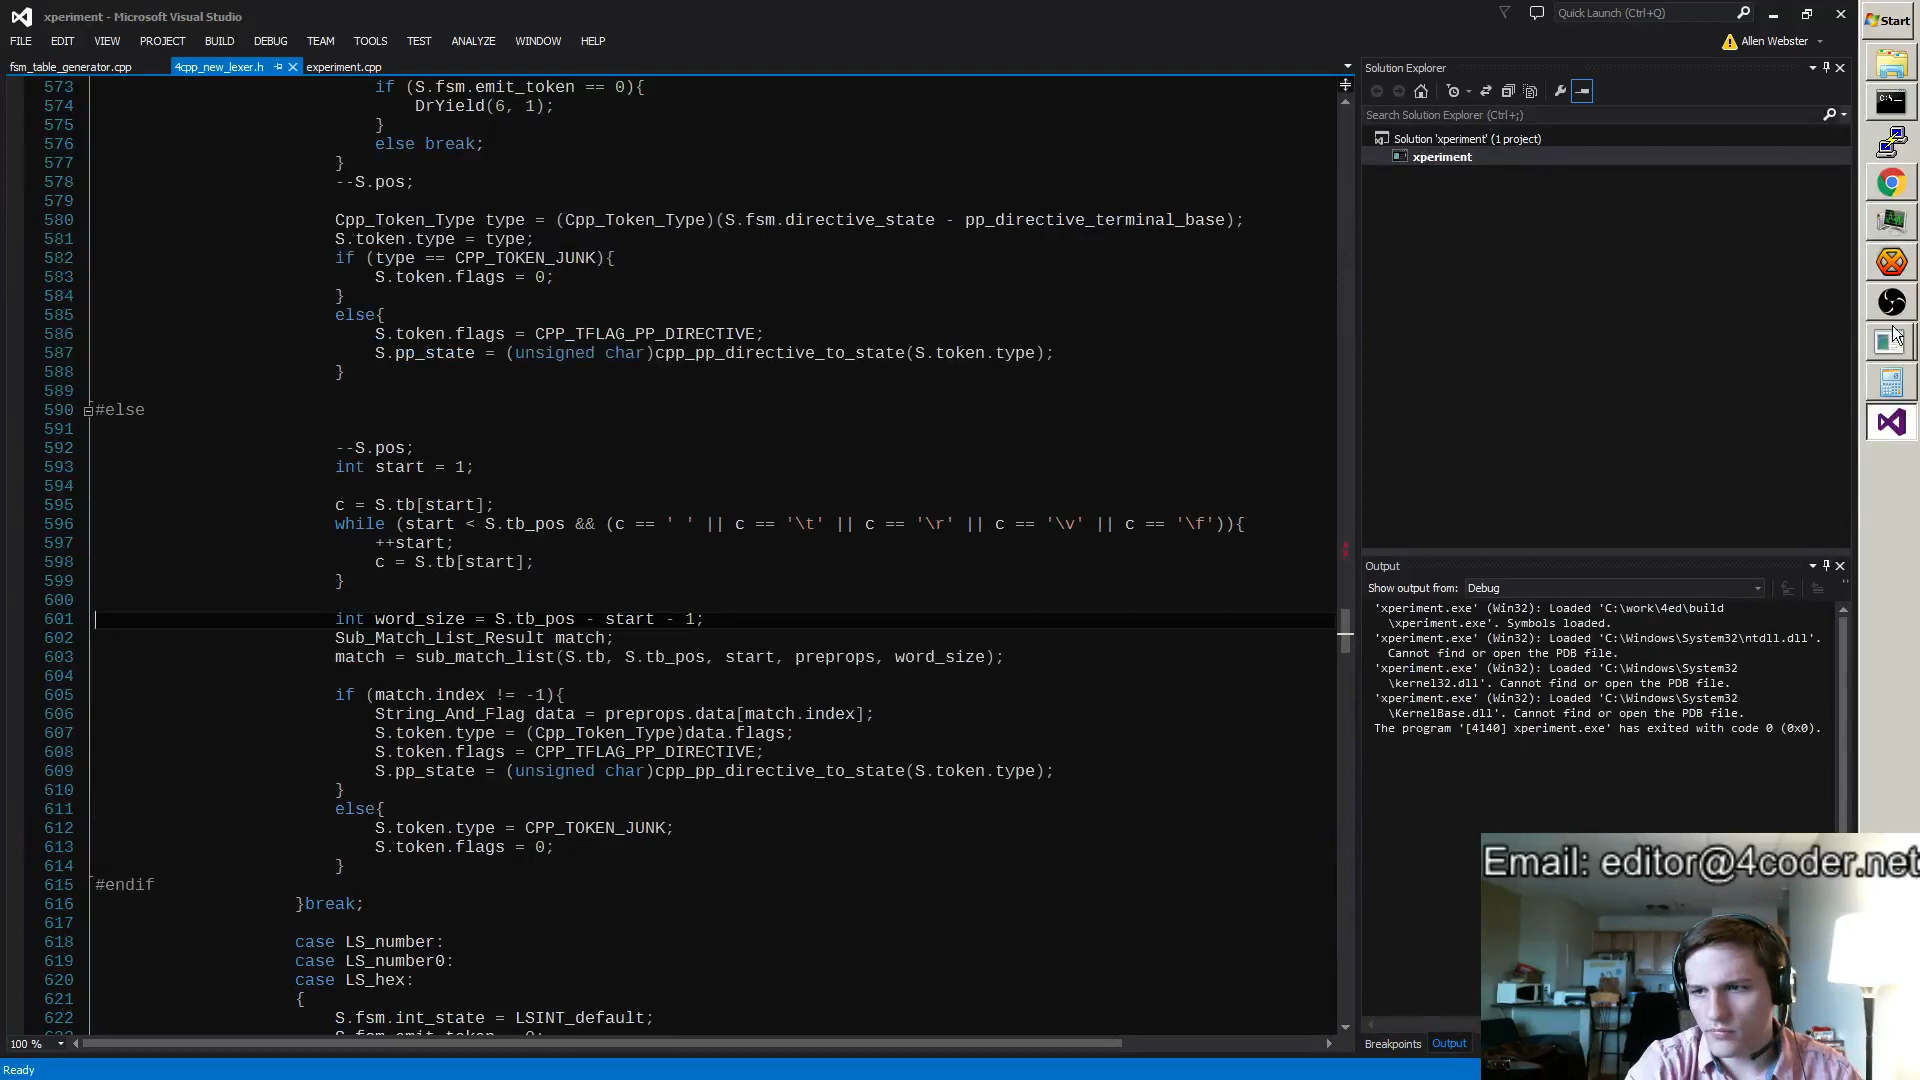 xperiment - Microsoft Visual Studio
Quick Launch (Ctrl+Q)
Start
FILE EDIT VIEW PROJECT BUILD DEBUG TEAM TOOLS TEST ANALYZE WINDOW HELP
Allen Webster
fsm_table_generator.cpp 4cpp_new_lexer.h experiment.cpp
573 if (S.fsm.emit_token == 0){
574 DrYield(6, 1);
575 }
576 else break;
577 }
578 --S.pos;
579
580 Cpp_Token_Type type = (Cpp_Token_Type)(S.fsm.directive_state - pp_directive_terminal_base);
581 S.token.type = type;
582 if (type == CPP_TOKEN_JUNK){
583 S.token.flags = 0;
584 }
585 else{
586 S.token.flags = CPP_TFLAG_PP_DIRECTIVE;
587 S.pp_state = (unsigned char)cpp_pp_directive_to_state(S.token.type);
588 }
589
590 #else
591
592 --S.pos;
593 int start = 1;
594
595 c = S.tb[start];
596 while (start < S.tb_pos && (c == ' ' || c == '\t' || c == '\r' || c == '\v' || c == '\f')){
597 ++start;
598 c = S.tb[start];
599 }
600
601 int word_size = S.tb_pos - start - 1;
602 Sub_Match_List_Result match;
603 match = sub_match_list(S.tb, S.tb_pos, start, preprops, word_size);
604
605 if (match.index != -1){
606 String_And_Flag data = preprops.data[match.index];
607 S.token.type = (Cpp_Token_Type)data.flags;
608 S.token.flags = CPP_TFLAG_PP_DIRECTIVE;
609 S.pp_state = (unsigned char)cpp_pp_directive_to_state(S.token.type);
610 }
611 else{
612 S.token.type = CPP_TOKEN_JUNK;
613 S.token.flags = 0;
614 }
615 #endif
616 }break;
617
618 case LS_number:
619 case LS_number0:
620 case LS_hex:
621 {
622 S.fsm.int_state = LSINT_default;
100 %
Ready
Solution Explorer
Search Solution Explorer (Ctrl+;)
Solution 'xperiment' (1 project)
xperiment
Output
Show output from: Debug
'xperiment.exe' (Win32): Loaded 'C:\work\4ed\build
\xperiment.exe'. Symbols loaded.
'xperiment.exe' (Win32): Loaded 'C:\Windows\System32\ntdll.dll'.
Cannot find or open the PDB file.
'xperiment.exe' (Win32): Loaded 'C:\Windows\System32
\kernel32.dll'. Cannot find or open the PDB file.
'xperiment.exe' (Win32): Loaded 'C:\Windows\System32
\KernelBase.dll'. Cannot find or open the PDB file.
The program '[4140] xperiment.exe' has exited with code 0 (0x0).
Breakpoints Output
Email: editor@4coder.net